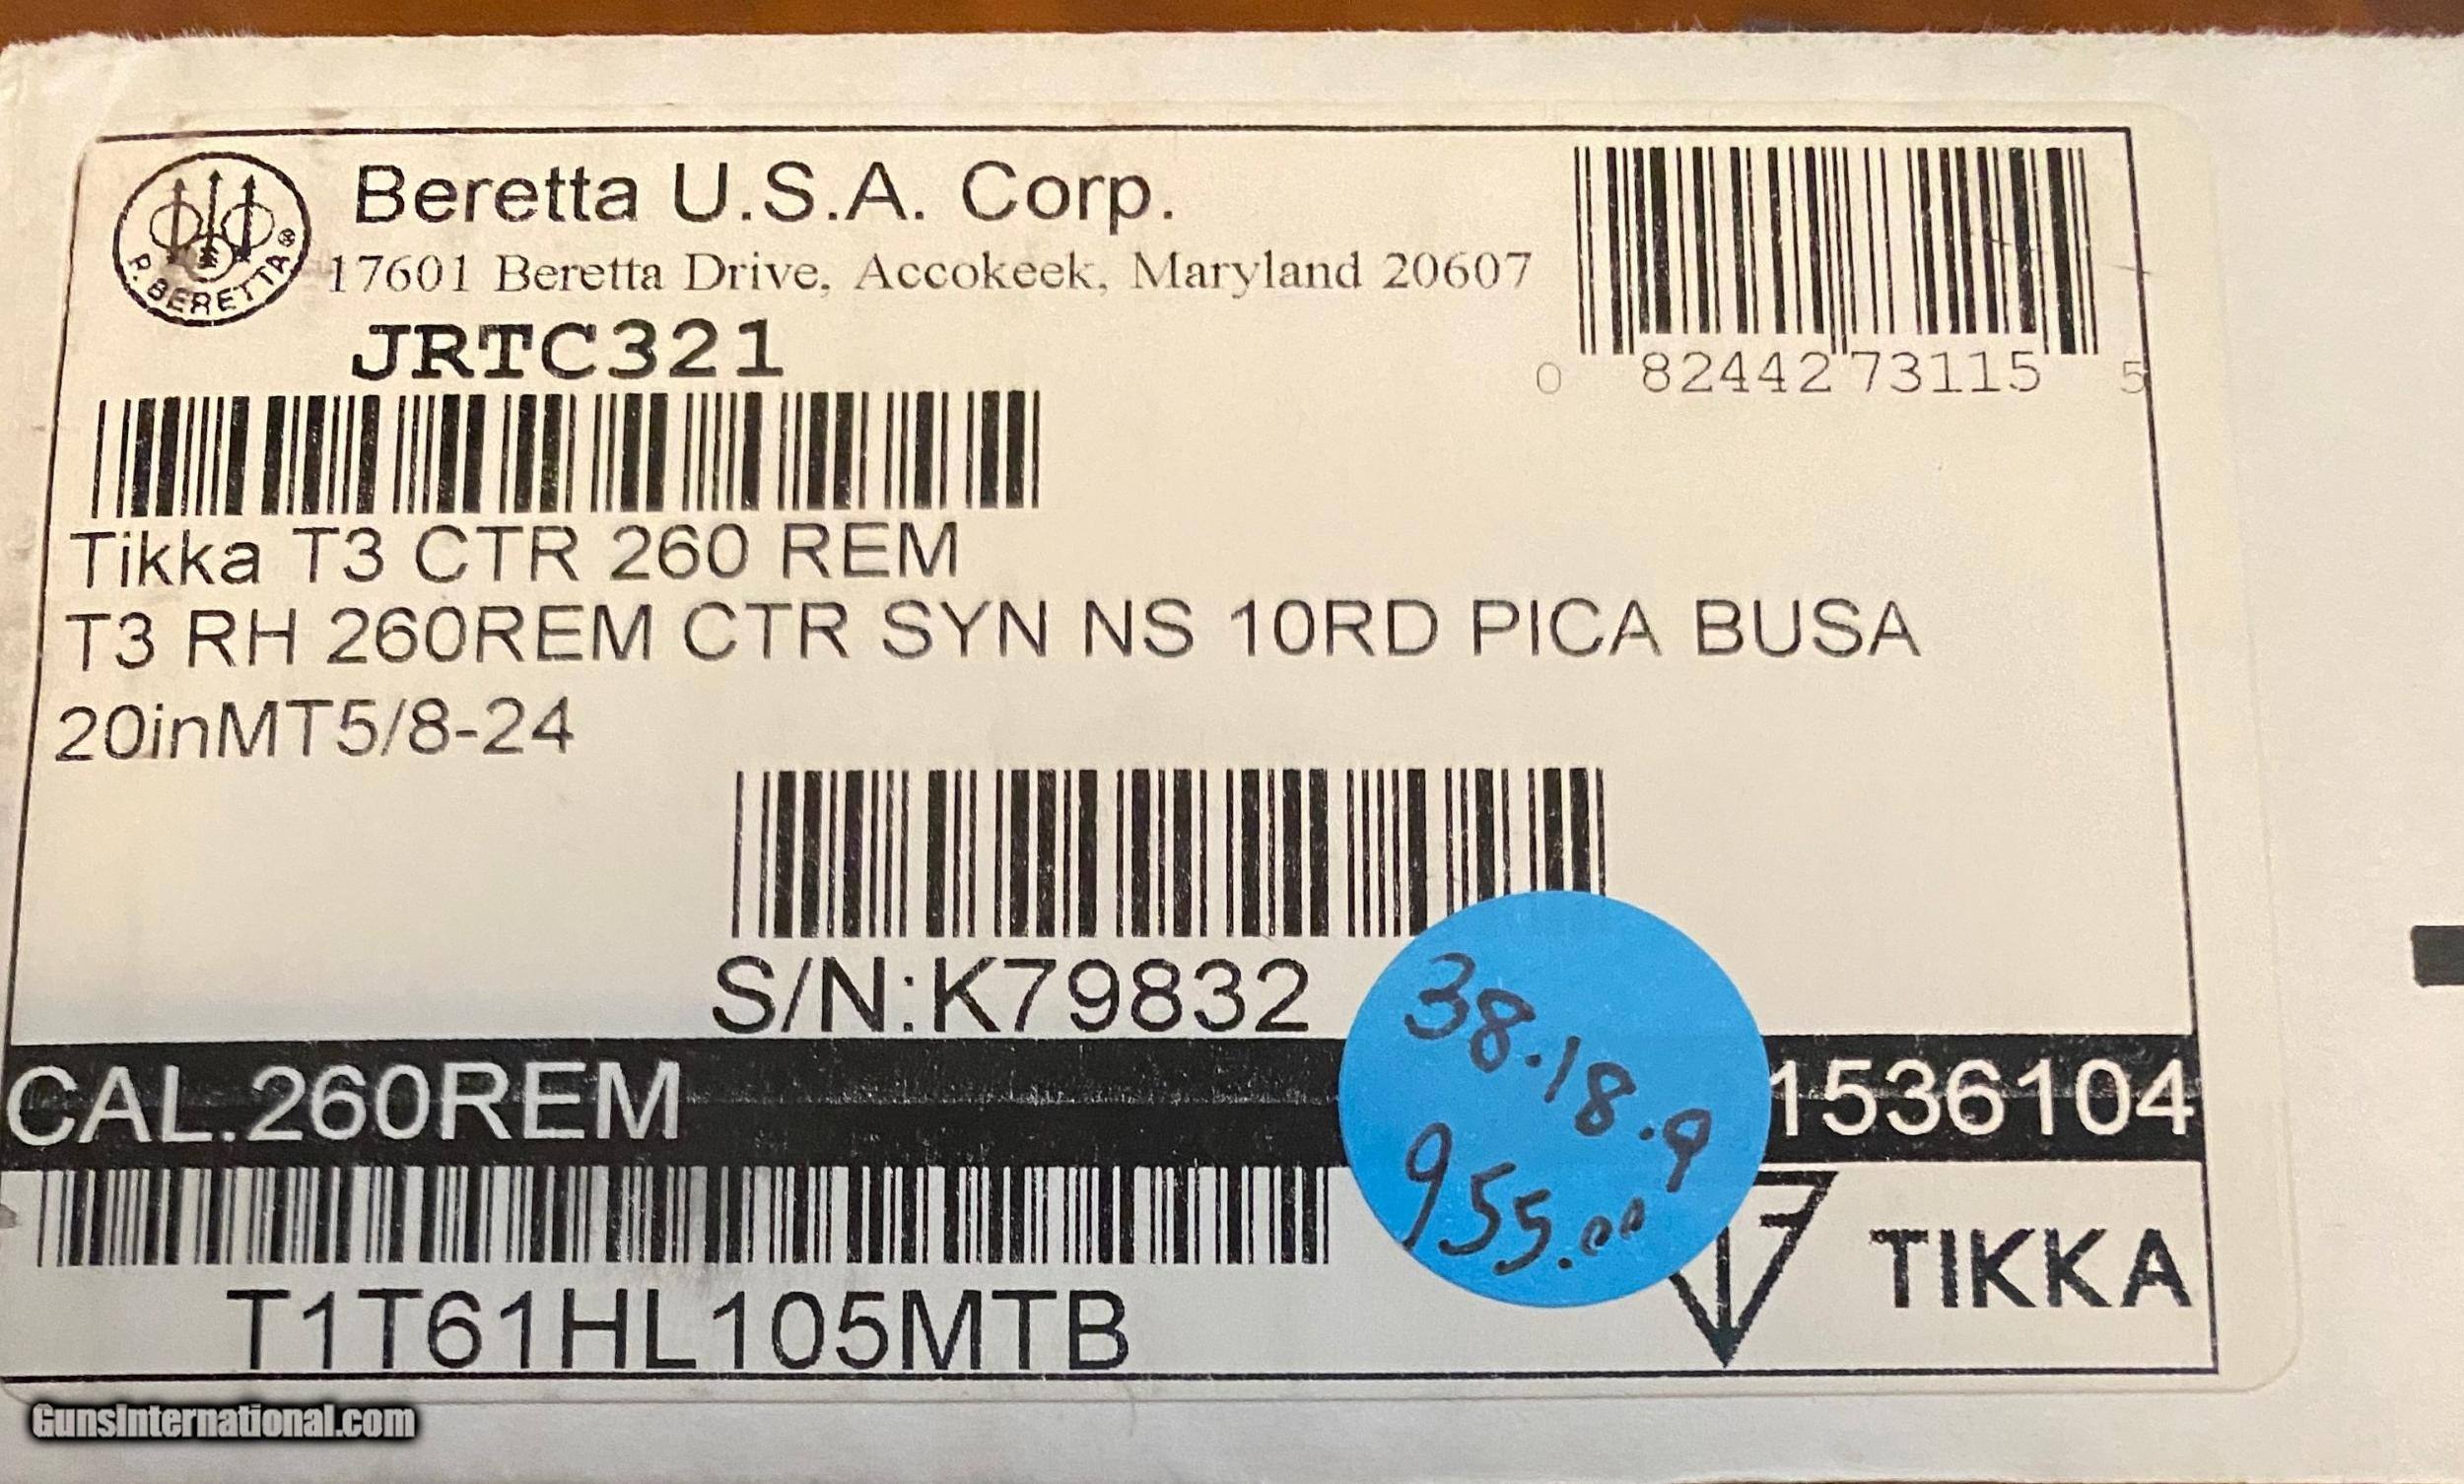 Beretta U.S.A. Corp.
17601 Beretta Drive, Accokeek, Maryland 20607
P. BERETTA®
JRTC321
0 82442 73115 5
Tikka T3 CTR 260 REM
T3 RH 260REM CTR SYN NS 10RD PICA BUSA
20inMT5/8-24
S/N:K79832
38.18.9
955.00
CAL.260REM
1536104
T1T61HL105MTB
TIKKA
GunsInternational.com